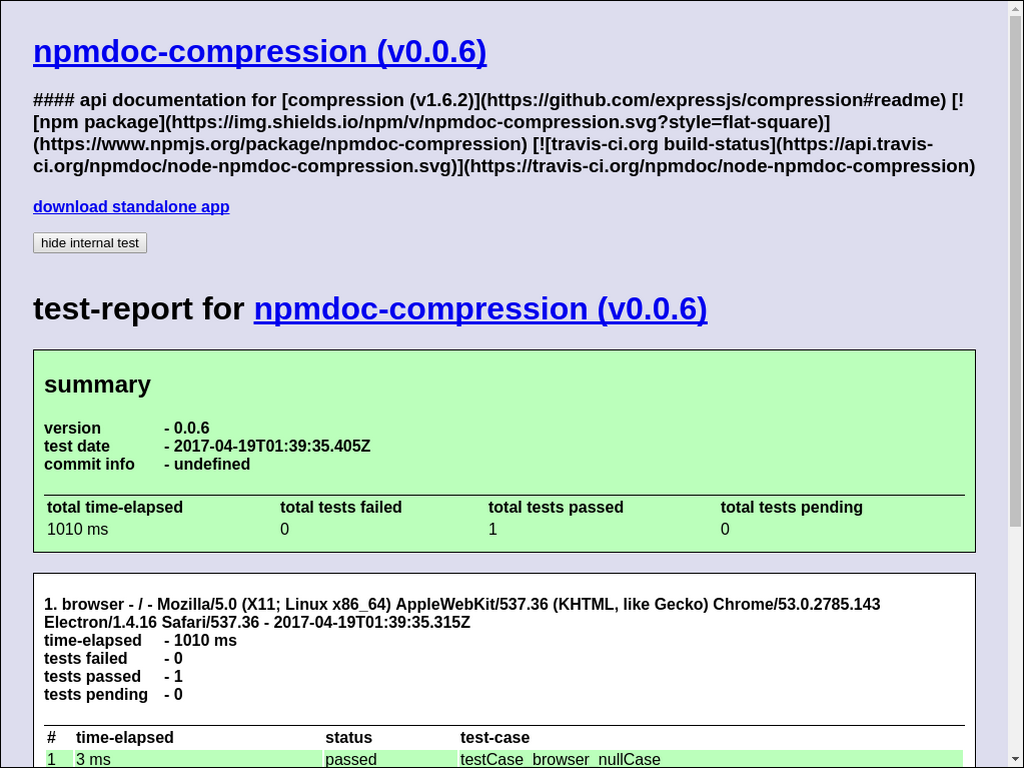 npmdoc-compression (v0.0.6)
#### api documentation for [compression (v1.6.2)](https://github.com/expressjs/compression#readme) [!
[npm package](https://img.shields.io/npm/v/npmdoc-compression.svg?style=flat-square)]
(https://www.npmjs.org/package/npmdoc-compression) [![travis-ci.org build-status](https://api.travis-
ci.org/npmdoc/node-npmdoc-compression.svg)](https://travis-ci.org/npmdoc/node-npmdoc-compression)
download standalone app
hide internal test
test-report for npmdoc-compression (v0.0.6)
summary
version - 0.0.6
test date - 2017-04-19T01:39:35.405Z
commit info - undefined
total time-elapsed total tests failed total tests passed total tests pending
1010 ms 0 1 0
1. browser - / - Mozilla/5.0 (X11; Linux x86_64) AppleWebKit/537.36 (KHTML, like Gecko) Chrome/53.0.2785.143
Electron/1.4.16 Safari/537.36 - 2017-04-19T01:39:35.315Z
time-elapsed - 1010 ms
tests failed - 0
tests passed - 1
tests pending - 0
# time-elapsed status test-case
1 3 ms passed testCase_browser_nullCase